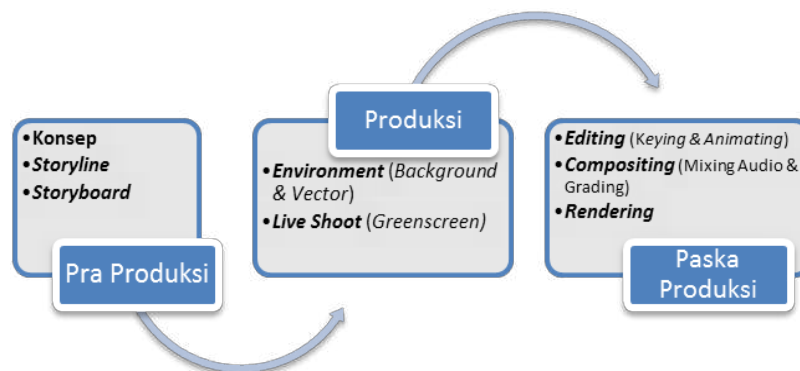 •Konsep
•Storyline
•Storyboard
Pra Produksi
Produksi
•Environment (Background
& Vector)
•Live Shoot (Greenscreen)
•Editing (Keying & Animating)
•Compositing (Mixing Audio &
Grading)
•Rendering
Paska
Produksi